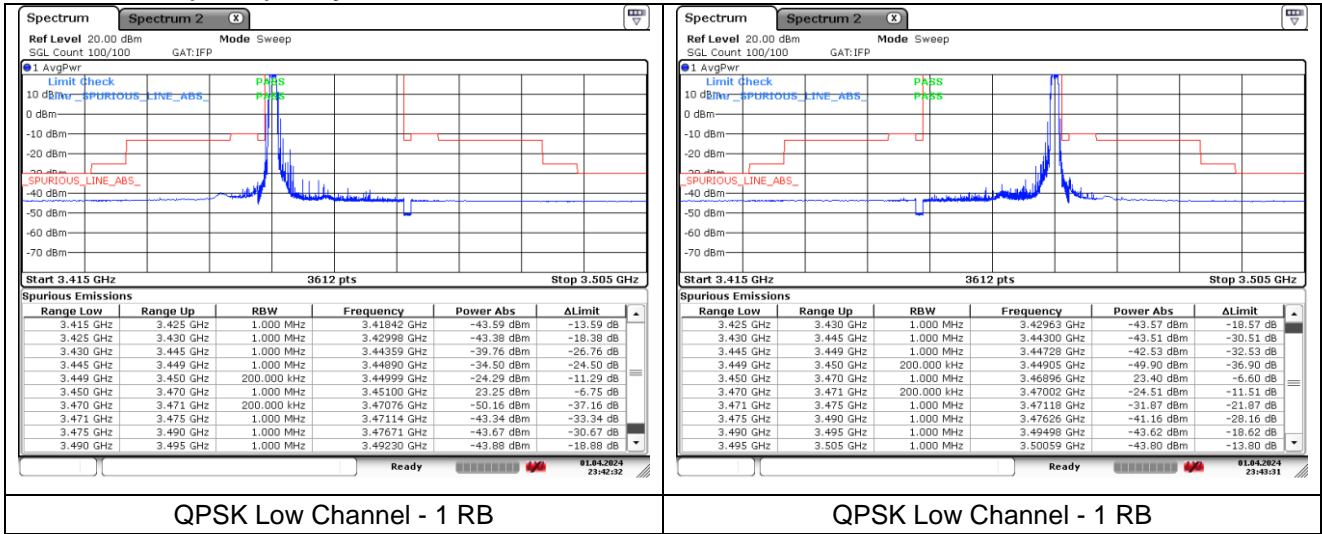 Spectrum Spectrum 2 X
Ref Level 20.00 dBm Mode Sweep
SGL Count 100/100 GAT:IFP
1 AvgPwr
Limit Check PASS
10 dBm Line _SPURIOUS_LINE_ABS_ PASS
0 dBm
-10 dBm
-20 dBm
-30 dBm
_SPURIOUS_LINE_ABS_
-40 dBm
-50 dBm
-60 dBm
-70 dBm
Start 3.415 GHz 3612 pts Stop 3.505 GHz
Spurious Emissions
Range Low Range Up RBW Frequency Power Abs ΔLimit
3.415 GHz 3.425 GHz 1.000 MHz 3.41842 GHz -43.59 dBm -13.59 dB
3.425 GHz 3.430 GHz 1.000 MHz 3.42998 GHz -43.38 dBm -18.38 dB
3.430 GHz 3.445 GHz 1.000 MHz 3.44359 GHz -39.76 dBm -26.76 dB
3.445 GHz 3.449 GHz 1.000 MHz 3.44890 GHz -34.50 dBm -24.50 dB
3.449 GHz 3.450 GHz 200.000 kHz 3.44999 GHz -24.29 dBm -11.29 dB
3.450 GHz 3.470 GHz 1.000 MHz 3.45100 GHz 23.25 dBm -6.75 dB
3.470 GHz 3.471 GHz 200.000 kHz 3.47076 GHz -50.16 dBm -37.16 dB
3.471 GHz 3.475 GHz 1.000 MHz 3.47114 GHz -43.34 dBm -33.34 dB
3.475 GHz 3.490 GHz 1.000 MHz 3.47671 GHz -43.67 dBm -30.67 dB
3.490 GHz 3.495 GHz 1.000 MHz 3.49230 GHz -43.88 dBm -18.88 dB
Ready 01.04.2024
23:42:32
QPSK Low Channel - 1 RB
Spectrum Spectrum 2 X
Ref Level 20.00 dBm Mode Sweep
SGL Count 100/100 GAT:IFP
1 AvgPwr
Limit Check PASS
10 dBm Line _SPURIOUS_LINE_ABS_ PASS
0 dBm
-10 dBm
-20 dBm
-30 dBm
_SPURIOUS_LINE_ABS_
-40 dBm
-50 dBm
-60 dBm
-70 dBm
Start 3.415 GHz 3612 pts Stop 3.505 GHz
Spurious Emissions
Range Low Range Up RBW Frequency Power Abs ΔLimit
3.425 GHz 3.430 GHz 1.000 MHz 3.42963 GHz -43.57 dBm -18.57 dB
3.430 GHz 3.445 GHz 1.000 MHz 3.44300 GHz -43.51 dBm -30.51 dB
3.445 GHz 3.449 GHz 1.000 MHz 3.44728 GHz -42.53 dBm -32.53 dB
3.449 GHz 3.450 GHz 200.000 kHz 3.44905 GHz -49.90 dBm -36.90 dB
3.450 GHz 3.470 GHz 1.000 MHz 3.46896 GHz 23.40 dBm -6.60 dB
3.470 GHz 3.471 GHz 200.000 kHz 3.47002 GHz -24.51 dBm -11.51 dB
3.471 GHz 3.475 GHz 1.000 MHz 3.47118 GHz -31.87 dBm -21.87 dB
3.475 GHz 3.490 GHz 1.000 MHz 3.47626 GHz -41.16 dBm -28.16 dB
3.490 GHz 3.495 GHz 1.000 MHz 3.49498 GHz -43.62 dBm -18.62 dB
3.495 GHz 3.505 GHz 1.000 MHz 3.50059 GHz -43.80 dBm -13.80 dB
Ready 01.04.2024
23:43:31
QPSK Low Channel - 1 RB